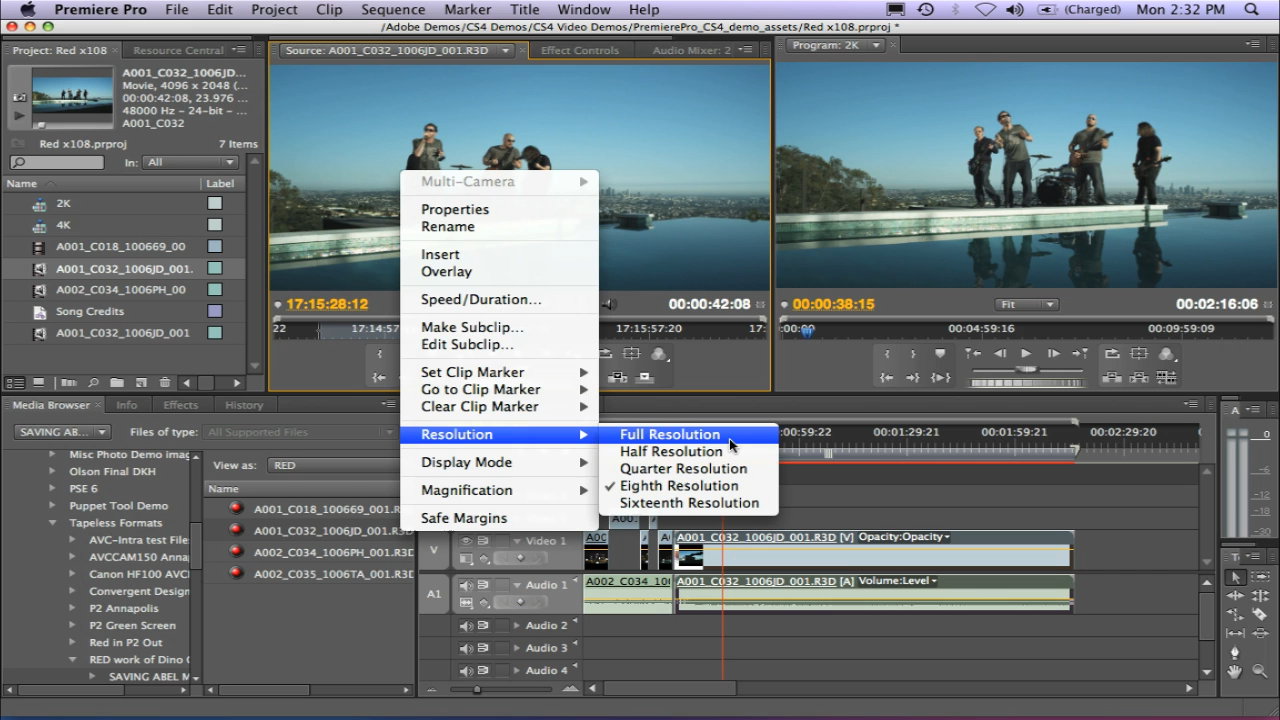 Premiere Pro File Edit Project Clip Sequence Marker Title Window Help (Charged) Mon 2:32 PM
/Adobe Demos/CS4 Demos/CS4 Video Demos/PremierePro_CS4_demo_assets/Red x108.prproj *
Project: Red x108 × Resource Central
A001_C032_1006JD...
Movie, 4096 x 2048 (...
00:00:42:08, 23.976 ...
48000 Hz – 24-bit – ...
A001_C032
Red x108.prproj 7 Items
In: All
Name Label
2K
4K
A001_C018_100669_00
A001_C032_1006JD_001.
A002_C034_1006PH_00
Song Credits
A001_C032_1006JD_001
Source: A001_C032_1006JD_001.R3D × Effect Controls Audio Mixer: 2
17:15:28:12 00:00:42:08
22 17:14:57 17:15:57:20 17:
Program: 2K ×
00:00:38:15 Fit 00:02:16:06
:00:00 00:04:59:16 00:09:59:09
Multi-Camera
Properties
Rename
Insert
Overlay
Speed/Duration...
Make Subclip...
Edit Subclip...
Set Clip Marker
Go to Clip Marker
Clear Clip Marker
Resolution
Display Mode
Magnification
Safe Margins
Full Resolution
Half Resolution
Quarter Resolution
✓ Eighth Resolution
Sixteenth Resolution
Media Browser × Info Effects History
SAVING AB... Files of type: All Supported Files
Misc Photo Demo imag
Olson Final DKH
PSE 6
Puppet Tool Demo
Tapeless Formats
AVC-Intra test Files
AVCCAM150 Anna
Canon HF100 AVC
Convergent Design
P2 Annapolis
P2 Green Screen
Red in P2 Out
RED work of Dino
SAVING ABEL M
View as: RED
Name
A001_C018_100669_001.R
A001_C032_1006JD_001.R3D
A002_C034_1006PH_001.R3D
A002_C035_1006TA_001.R3D
:00:59:22 00:01:29:21 00:01:59:21 00:02:29:20
V Video 1
A00 A A001_C032_1006JD_001.R3D [V] Opacity:Opacity
A1 Audio 1
A002_C034_10 A001_C032_1006JD_001.R3D [A] Volume:Level
Audio 2
Audio 3
Audio 4
A
0
-6
-12
-18
-30
T